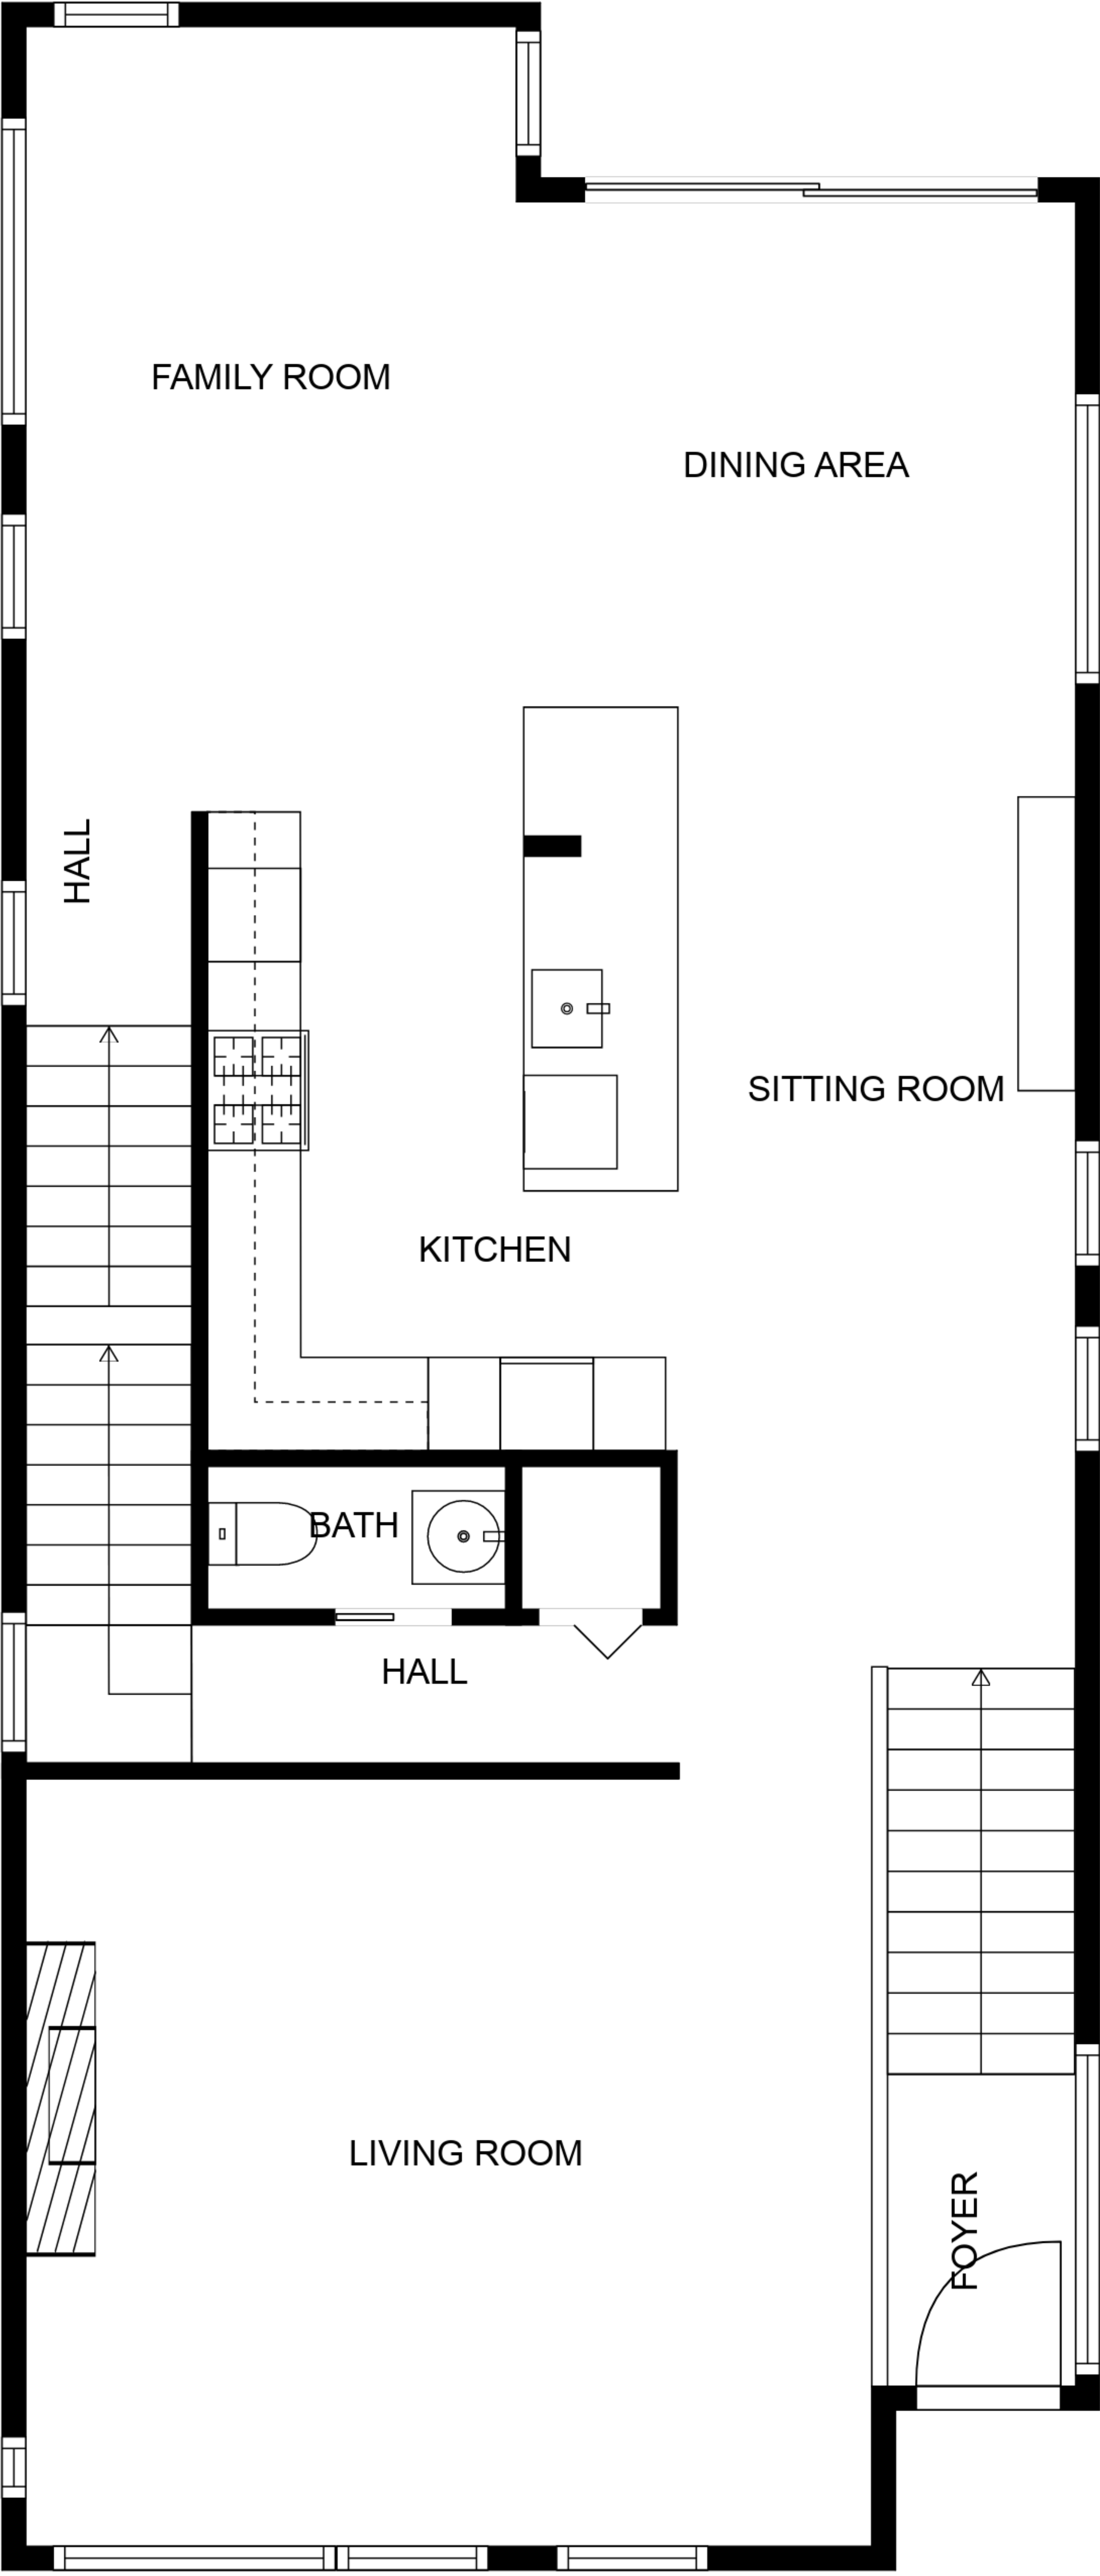 FAMILY ROOM
DINING AREA
HALL
SITTING ROOM
KITCHEN
BATH
HALL
LIVING ROOM
FOYER